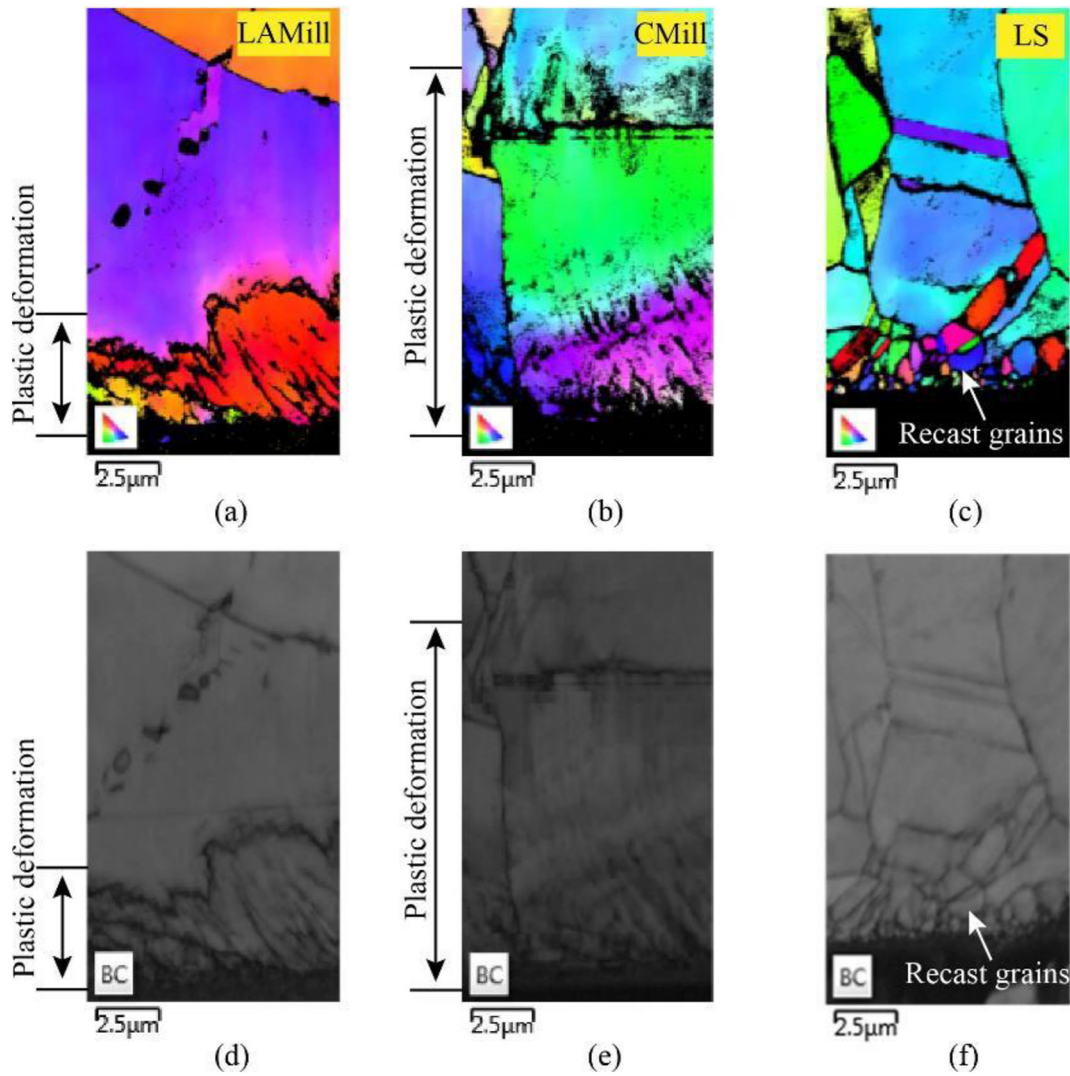 LAMill
CMill
LS
Plastic deformation
Plastic deformation
Recast grains
2.5µm
2.5µm
2.5µm
(a)
(b)
(c)
Plastic deformation
Plastic deformation
BC
BC
BC
Recast grains
2.5µm
2.5µm
2.5µm
(d)
(e)
(f)